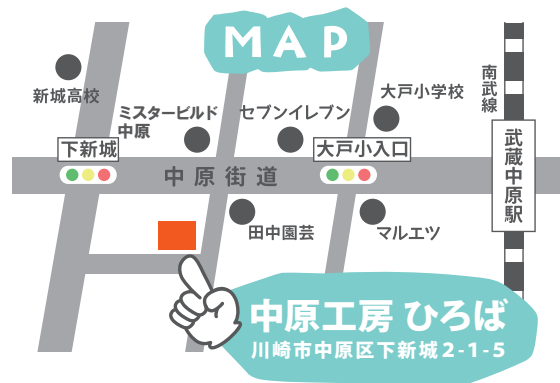 MAP
新城高校
ミスタービルド
中原
セブンイレブン
大戸小学校
南武線
下新城
大戸小入口
武蔵中原駅
中原街道
田中園芸
マルエツ
中原工房 ひろば
川崎市中原区下新城2-1-5